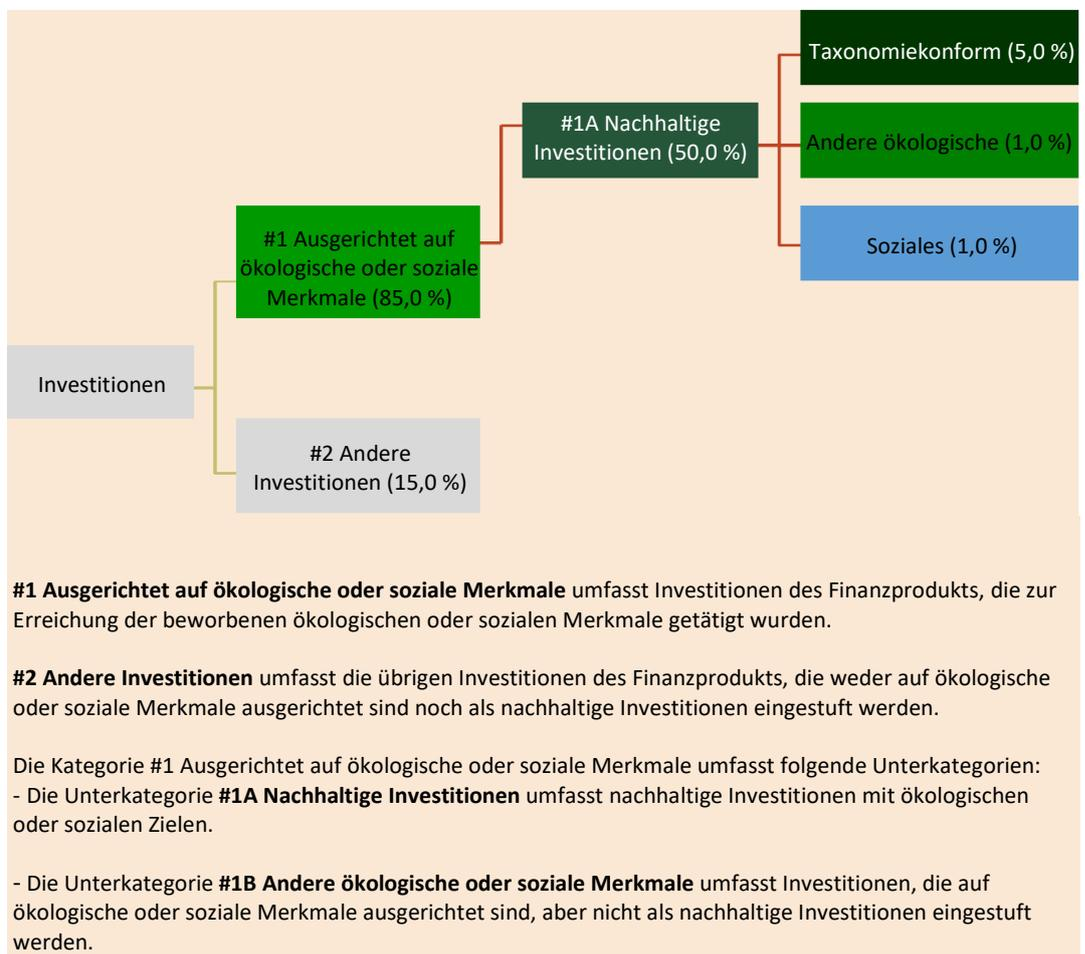 Taxonomiekonform (5,0 %)
#1A Nachhaltige
Investitionen (50,0 %)
Andere ökologische (1,0 %)
#1 Ausgerichtet auf
ökologische oder soziale
Merkmale (85,0 %)
Soziales (1,0 %)
Investitionen
#2 Andere
Investitionen (15,0 %)
#1 Ausgerichtet auf ökologische oder soziale Merkmale umfasst Investitionen des Finanzprodukts, die zur
Erreichung der beworbenen ökologischen oder sozialen Merkmale getätigt wurden.
#2 Andere Investitionen umfasst die übrigen Investitionen des Finanzprodukts, die weder auf ökologische
oder soziale Merkmale ausgerichtet sind noch als nachhaltige Investitionen eingestuft werden.
Die Kategorie #1 Ausgerichtet auf ökologische oder soziale Merkmale umfasst folgende Unterkategorien:
- Die Unterkategorie #1A Nachhaltige Investitionen umfasst nachhaltige Investitionen mit ökologischen
oder sozialen Zielen.
- Die Unterkategorie #1B Andere ökologische oder soziale Merkmale umfasst Investitionen, die auf
ökologische oder soziale Merkmale ausgerichtet sind, aber nicht als nachhaltige Investitionen eingestuft
werden.